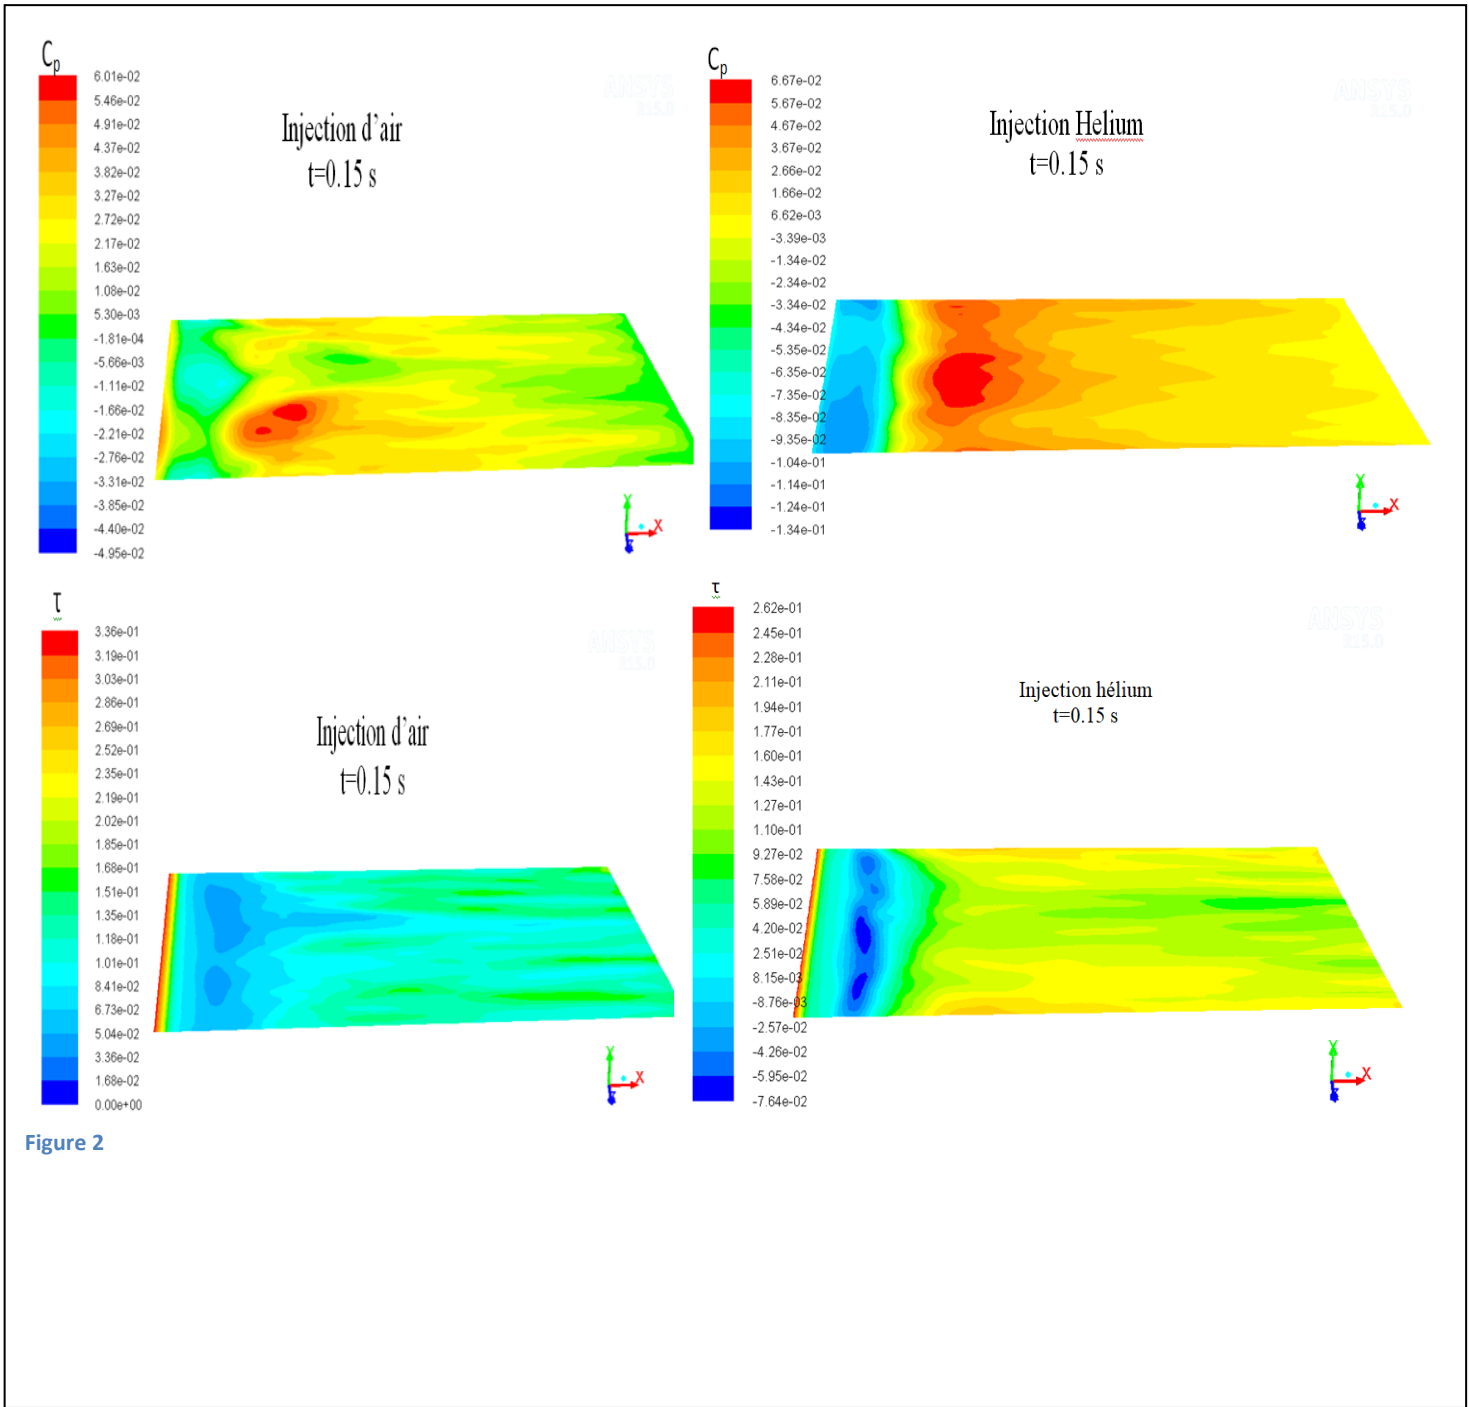 Cp
6.01e-02
5.46e-02
4.91e-02
4.37e-02
3.82e-02
3.27e-02
2.72e-02
2.17e-02
1.63e-02
1.08e-02
5.30e-03
-1.81e-04
-5.66e-03
-1.11e-02
-1.66e-02
-2.21e-02
-2.76e-02
-3.31e-02
-3.85e-02
-4.40e-02
-4.95e-02
ANSYS
R15.0
Injection d'air
t=0.15 s
Y
X
Z
Cp
6.67e-02
5.67e-02
4.67e-02
3.67e-02
2.66e-02
1.66e-02
6.62e-03
-3.39e-03
-1.34e-02
-2.34e-02
-3.34e-02
-4.34e-02
-5.35e-02
-6.35e-02
-7.35e-02
-8.35e-02
-9.35e-02
-1.04e-01
-1.14e-01
-1.24e-01
-1.34e-01
ANSYS
R15.0
Injection Helium
t=0.15 s
Y
X
Z
τ
3.36e-01
3.19e-01
3.03e-01
2.86e-01
2.69e-01
2.52e-01
2.35e-01
2.19e-01
2.02e-01
1.85e-01
1.68e-01
1.51e-01
1.35e-01
1.18e-01
1.01e-01
8.41e-02
6.73e-02
5.04e-02
3.36e-02
1.68e-02
0.00e+00
ANSYS
R15.0
Injection d'air
t=0.15 s
Y
X
Z
τ
2.62e-01
2.45e-01
2.28e-01
2.11e-01
1.94e-01
1.77e-01
1.60e-01
1.43e-01
1.27e-01
1.10e-01
9.27e-02
7.58e-02
5.89e-02
4.20e-02
2.51e-02
8.15e-03
-8.76e-03
-2.57e-02
-4.26e-02
-5.95e-02
-7.64e-02
ANSYS
R15.0
Injection hélium
t=0.15 s
Y
X
Z
Figure 2